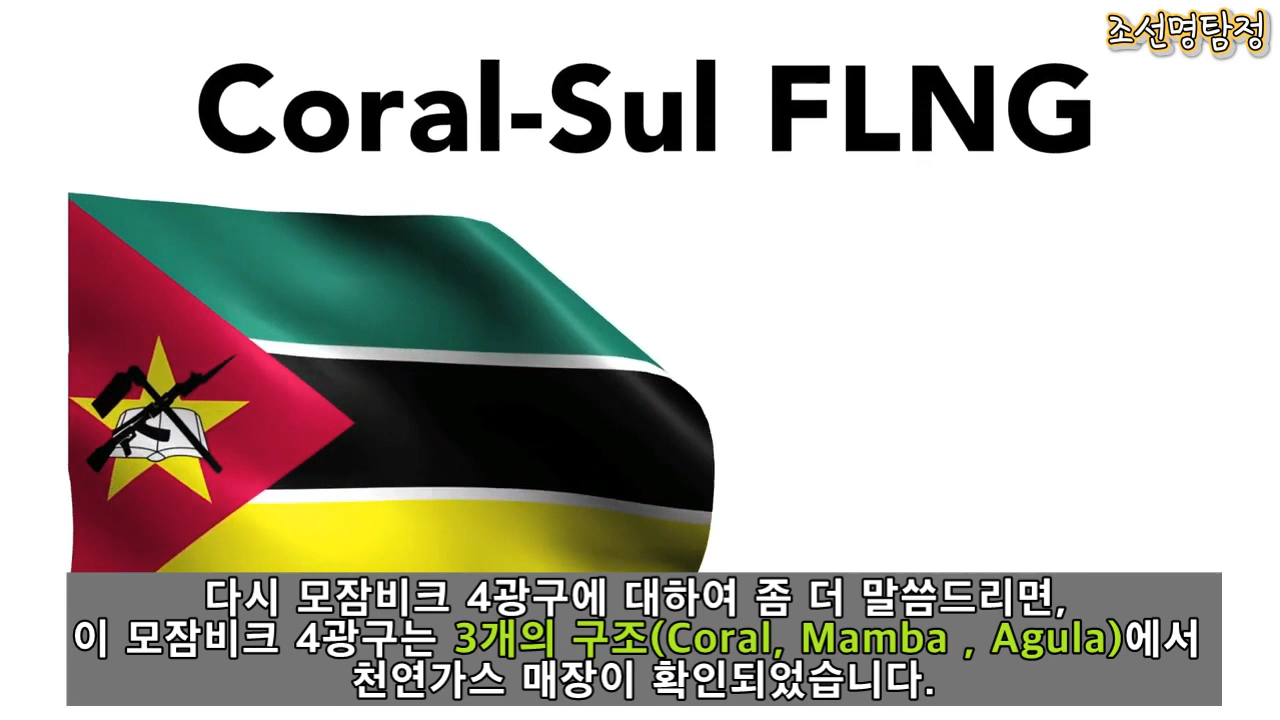 조선명탐정
Coral-Sul FLNG
다시 모잠비크 4광구에 대하여 좀 더 말씀드리면,
이 모잠비크 4광구는 3개의 구조(Coral, Mamba , Agula)에서
천연가스 매장이 확인되었습니다.